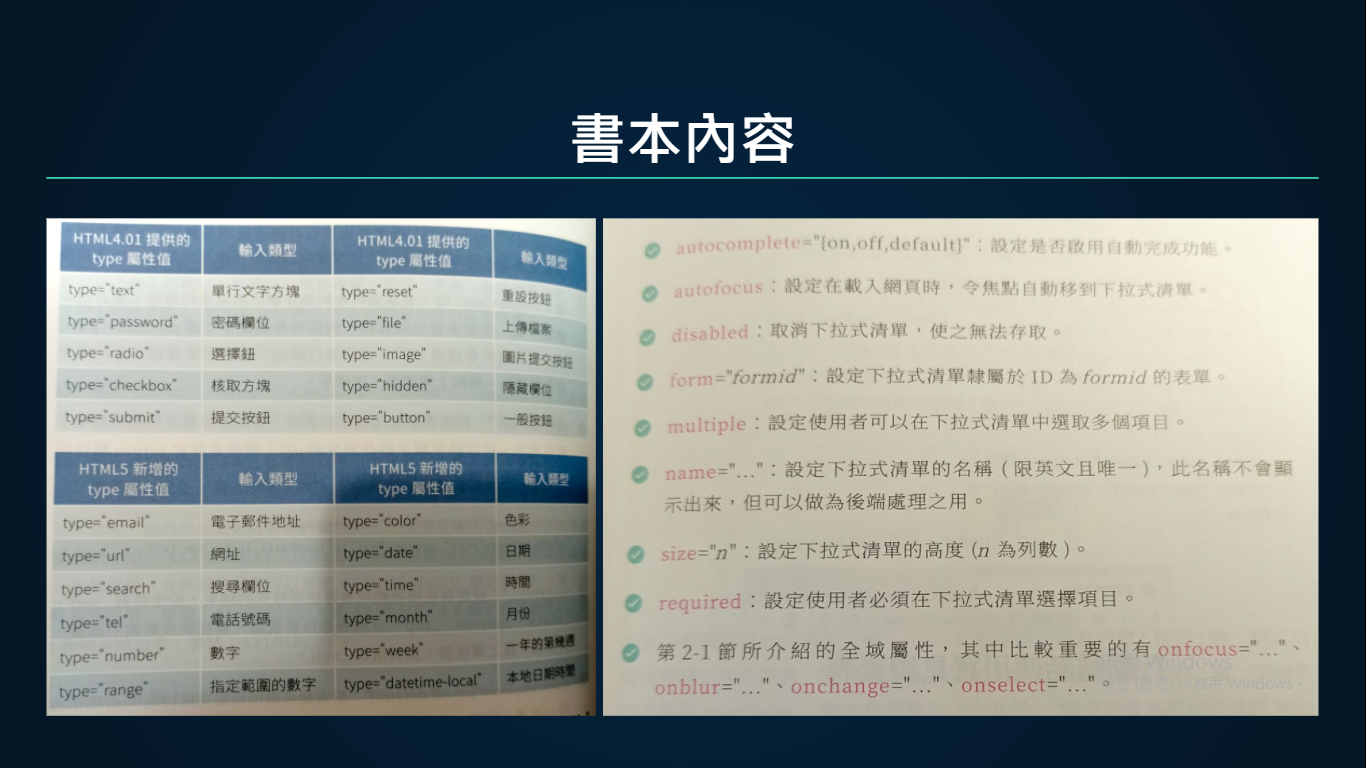 書本內容
HTML4.01 提供的 type 屬性值 輸入類型 HTML4.01 提供的 type 屬性值 輸入類型
type="text" 單行文字方塊 type="reset" 重設按鈕
type="password" 密碼欄位 type="file" 上傳檔案
type="radio" 選擇鈕 type="image" 圖片提交按鈕
type="checkbox" 核取方塊 type="hidden" 隱藏欄位
type="submit" 提交按鈕 type="button" 一般按鈕
HTML5 新增的 type 屬性值 輸入類型 HTML5 新增的 type 屬性值 輸入類型
type="email" 電子郵件地址 type="color" 色彩
type="url" 網址 type="date" 日期
type="search" 搜尋欄位 type="time" 時間
type="tel" 電話號碼 type="month" 月份
type="number" 數字 type="week" 一年的第幾週
type="range" 指定範圍的數字 type="datetime-local" 本地日期時間
autocomplete="{on,off,default}"：設定是否啟用自動完成功能。
autofocus：設定在載入網頁時，令焦點自動移到下拉式清單。
disabled：取消下拉式清單，使之無法存取。
form="formid"：設定下拉式清單隸屬於 ID 為 formid 的表單。
multiple：設定使用者可以在下拉式清單中選取多個項目。
name="..."：設定下拉式清單的名稱 ( 限英文且唯一 )，此名稱不會顯
示出來，但可以做為後端處理之用。
size="n"：設定下拉式清單的高度 (n 為列數 )。
required：設定使用者必須在下拉式清單選擇項目。
第 2-1 節所介紹的全域屬性，其中比較重要的有 onfocus="..."、
onblur="..."、onchange="..."、onselect="..."。